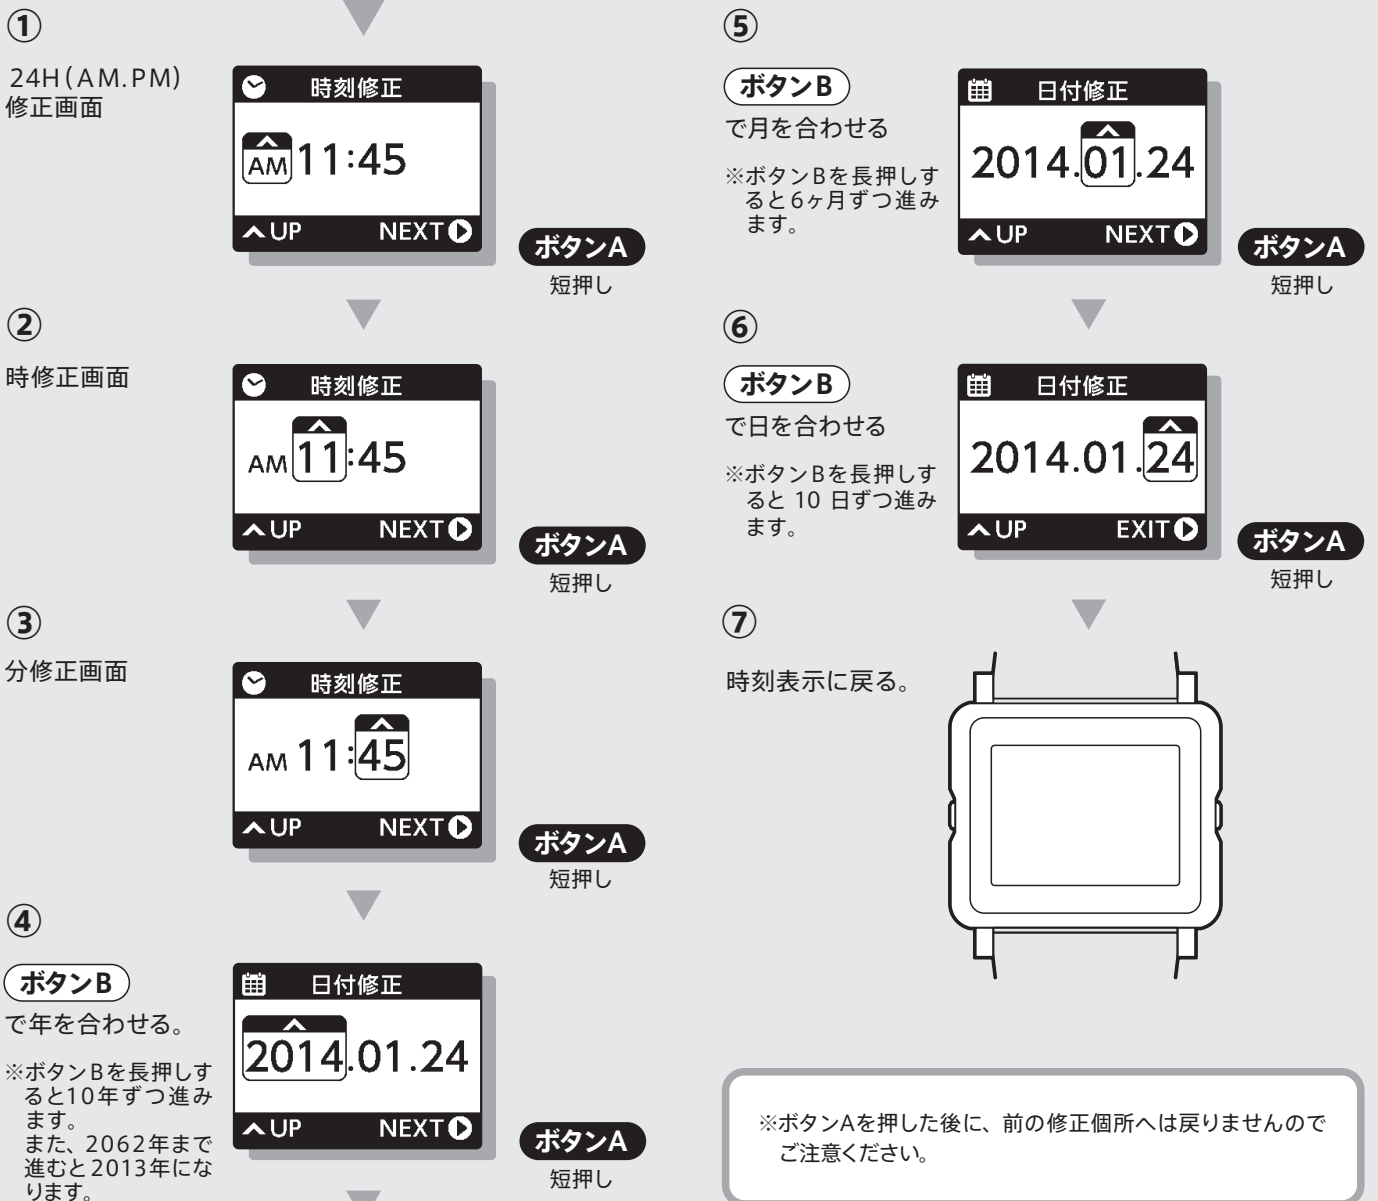 ①
24H(AM.PM)
修正画面
時刻修正
AM 11:45
UP NEXT
ボタンA
短押し
②
時修正画面
時刻修正
AM 11:45
UP NEXT
ボタンA
短押し
③
分修正画面
時刻修正
AM 11:45
UP NEXT
ボタンA
短押し
④
ボタンB
で年を合わせる。
※ボタンBを長押しす
ると10年ずつ進み
ます。
また、2062年まで
進むと2013年にな
ります。
日付修正
2014.01.24
UP NEXT
ボタンA
短押し
⑤
ボタンB
で月を合わせる
※ボタンBを長押しす
ると6ヶ月ずつ進み
ます。
日付修正
2014.01.24
UP NEXT
ボタンA
短押し
⑥
ボタンB
で日を合わせる
※ボタンBを長押しす
ると 10 日ずつ進み
ます。
日付修正
2014.01.24
UP EXIT
ボタンA
短押し
⑦
時刻表示に戻る。
※ボタンAを押した後に、前の修正個所へは戻りませんので
ご注意ください。